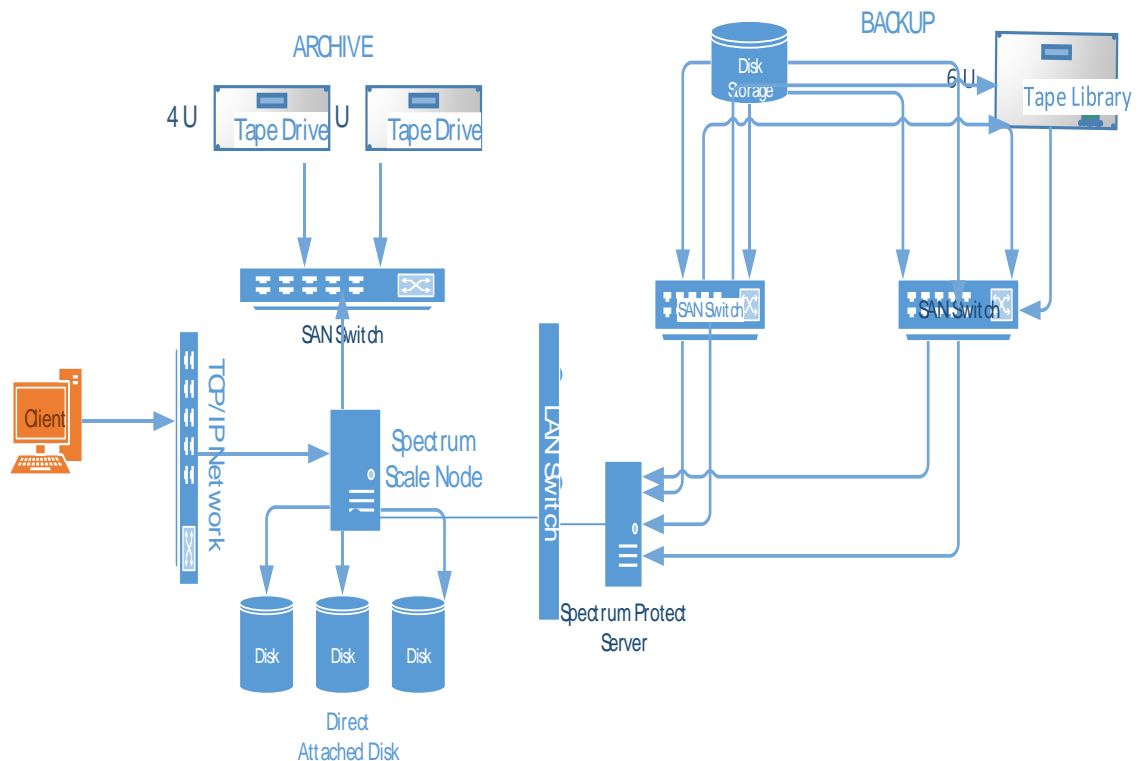 ARCHIVE
BACKUP
Disk
Storage
6 U
Tape Library
4 U
Tape Drive
U
Tape Drive
SAN Switch
SAN Switch
SAN Switch
Client
TCP/IP Network
Spectrum
Scale Node
LAN Switch
Spectrum Protect
Server
Disk
Disk
Disk
Direct
Attached Disk